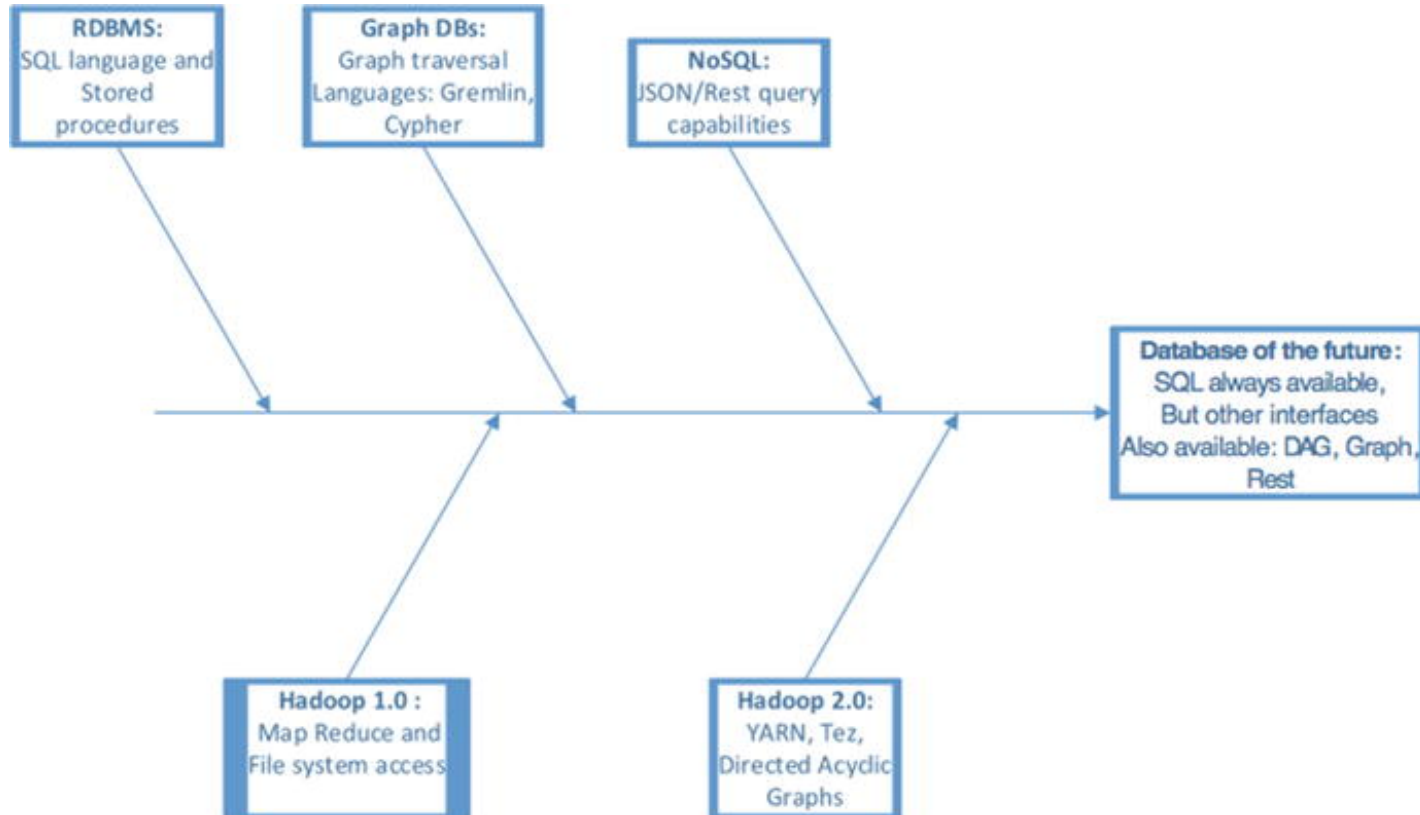 RDBMS:
SQL language and
Stored
procedures
Graph DBs:
Graph traversal
Languages: Gremlin,
Cypher
NoSQL:
JSON/Rest query
capabilities
Database of the future:
SQL always available,
But other interfaces
Also available: DAG, Graph,
Rest
Hadoop 1.0 :
Map Reduce and
File system access
Hadoop 2.0:
YARN, Tez,
Directed Acyclic
Graphs